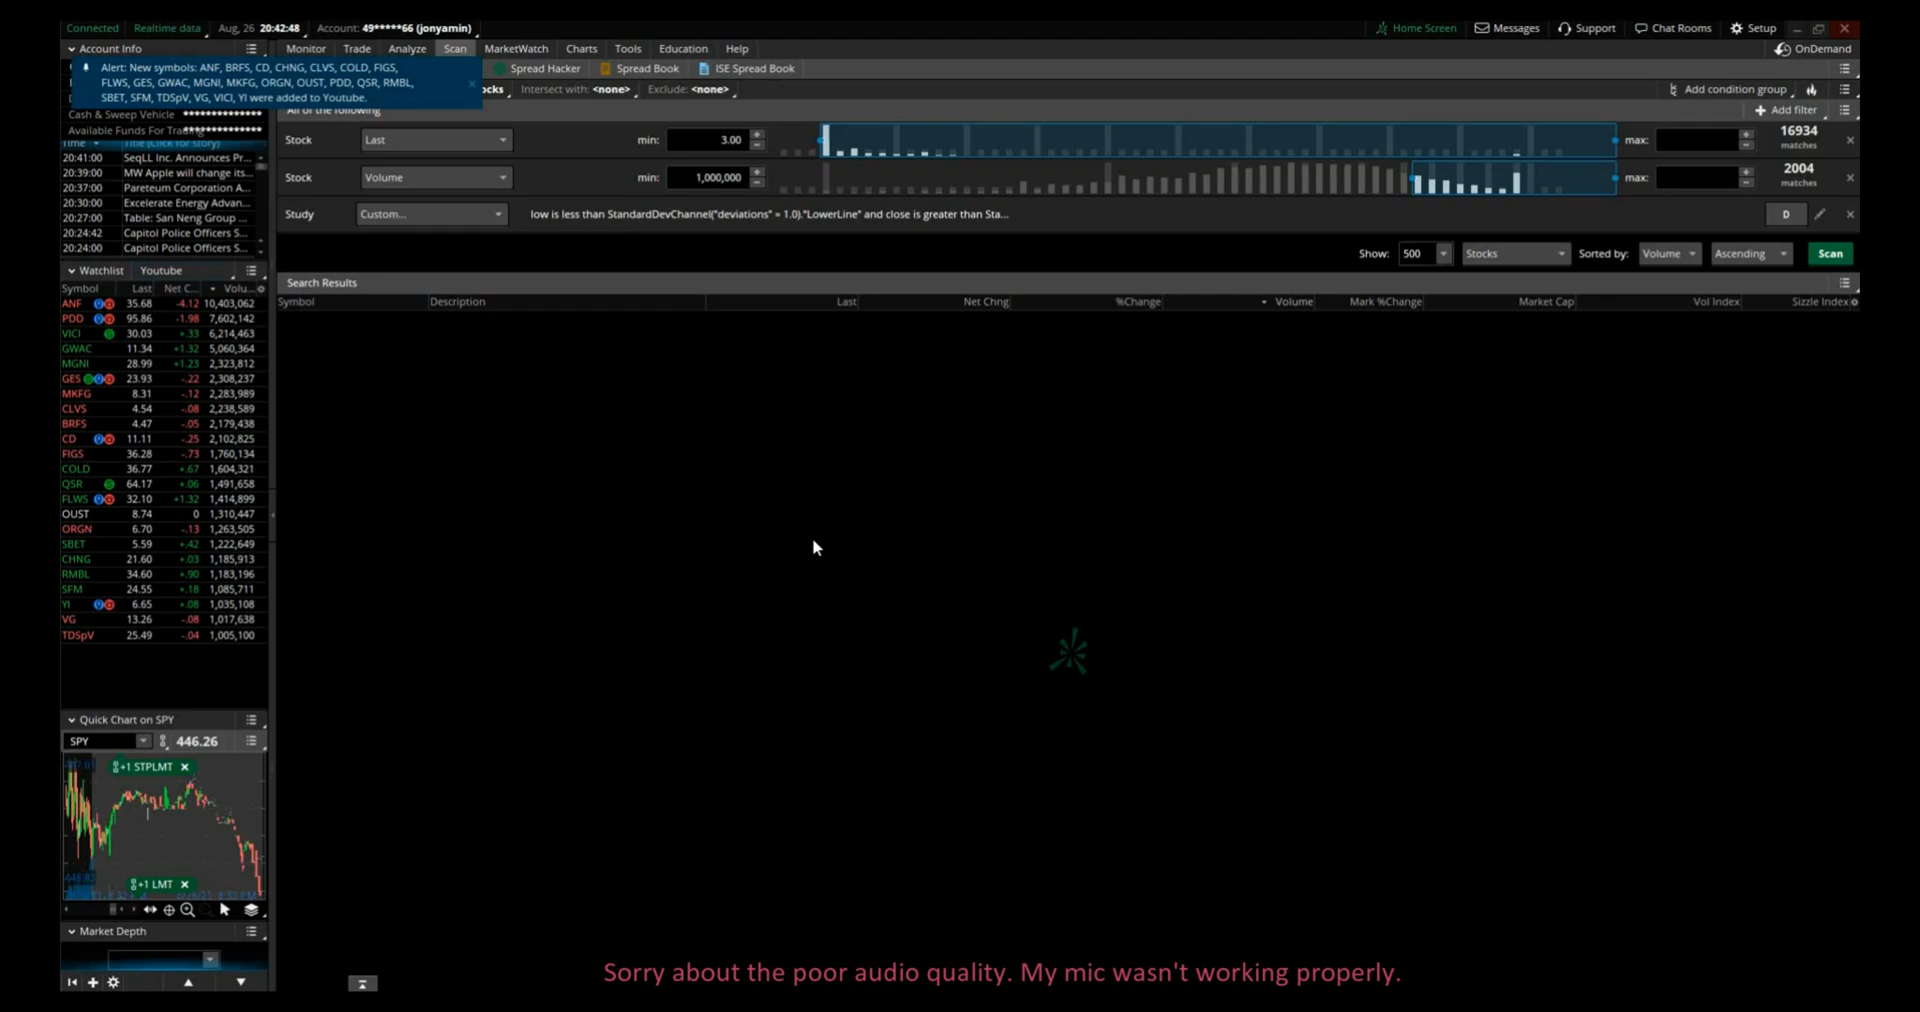 Connected Realtime data Aug, 26 20:42:48 Account: 49*****66 (jonyamin) Home Screen Messages Support Chat Rooms Setup
Account Info Monitor Trade Analyze Scan MarketWatch Charts Tools Education Help OnDemand
Alert: New symbols: ANF, BRFS, CD, CHNG, CLVS, COLD, FIGS,
FLWS, GES, GWAC, MGNI, MKFG, ORGN, OUST, PDD, QSR, RMBL,
SBET, SFM, TDSpV, VG, VICI, YI were added to Youtube.
Spread Hacker Spread Book ISE Spread Book
ocks Intersect with: <none> Exclude: <none> Add condition group
All of the following Add filter
Cash & Sweep Vehicle **************
Available Funds For Trading **************
Time Title (Click for story)
20:41:00 SeqLL Inc. Announces Pr...
20:39:00 MW Apple will change its...
20:37:00 Pareteum Corporation A...
20:30:00 Excelerate Energy Advan...
20:27:00 Table: San Neng Group ...
20:24:42 Capitol Police Officers S...
20:24:00 Capitol Police Officers S...
Stock Last min: 3.00 max: 16934 matches
Stock Volume min: 1,000,000 max: 2004 matches
Study Custom... low is less than StandardDevChannel("deviations" = 1.0)."LowerLine" and close is greater than Sta... D
Show: 500 Stocks Sorted by: Volume Ascending Scan
Search Results
Symbol Description Last Net Chng %Change Volume Mark %Change Market Cap Vol Index Sizzle Index
Watchlist Youtube
Symbol Last Net C... Volu...
ANF 35.68 -4.12 10,403,062
PDD 95.86 -1.98 7,602,142
VICI 30.03 +.33 6,214,463
GWAC 11.34 +1.32 5,060,364
MGNI 28.99 +1.23 2,323,812
GES 23.93 -.22 2,308,237
MKFG 8.31 -.12 2,283,989
CLVS 4.54 -.08 2,238,589
BRFS 4.47 -.05 2,179,438
CD 11.11 -.25 2,102,825
FIGS 36.28 -.73 1,760,134
COLD 36.77 +.67 1,604,321
QSR 64.17 +.06 1,491,658
FLWS 32.10 +1.32 1,414,899
OUST 8.74 0 1,310,447
ORGN 6.70 -.13 1,263,505
SBET 5.59 +.42 1,222,649
CHNG 21.60 +.03 1,185,913
RMBL 34.60 +.90 1,183,196
SFM 24.55 +.18 1,085,711
YI 6.65 +.08 1,035,108
VG 13.26 -.08 1,017,638
TDSpV 25.49 -.04 1,005,100
Quick Chart on SPY
SPY 446.26
+1 STPLMT
+1 LMT
Market Depth
Sorry about the poor audio quality. My mic wasn't working properly.